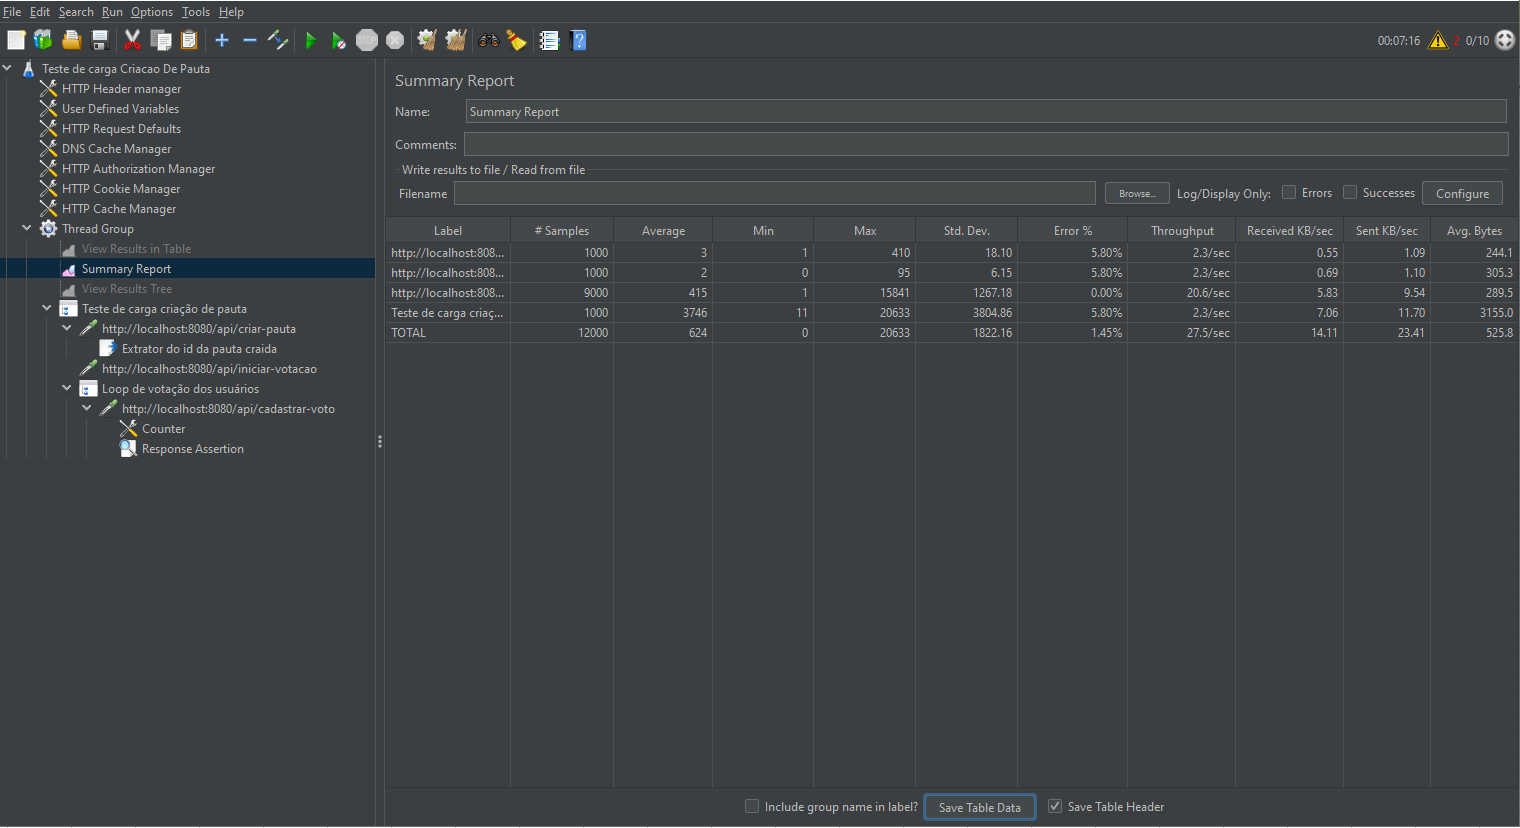 File Edit Search Run Options Tools Help
00:07:16 2 0/10
Teste de carga Criacao De Pauta
HTTP Header manager
User Defined Variables
HTTP Request Defaults
DNS Cache Manager
HTTP Authorization Manager
HTTP Cookie Manager
HTTP Cache Manager
Thread Group
View Results in Table
Summary Report
View Results Tree
Teste de carga criação de pauta
http://localhost:8080/api/criar-pauta
Extrator do id da pauta craida
http://localhost:8080/api/iniciar-votacao
Loop de votação dos usuários
http://localhost:8080/api/cadastrar-voto
Counter
Response Assertion
Summary Report
Name: Summary Report
Comments:
Write results to file / Read from file
Filename Browse... Log/Display Only: Errors Successes Configure
Label # Samples Average Min Max Std. Dev. Error % Throughput Received KB/sec Sent KB/sec Avg. Bytes
http://localhost:808... 1000 3 1 410 18.10 5.80% 2.3/sec 0.55 1.09 244.1
http://localhost:808... 1000 2 0 95 6.15 5.80% 2.3/sec 0.69 1.10 305.3
http://localhost:808... 9000 415 1 15841 1267.18 0.00% 20.6/sec 5.83 9.54 289.5
Teste de carga criaç... 1000 3746 11 20633 3804.86 5.80% 2.3/sec 7.06 11.70 3155.0
TOTAL 12000 624 0 20633 1822.16 1.45% 27.5/sec 14.11 23.41 525.8
Include group name in label? Save Table Data Save Table Header